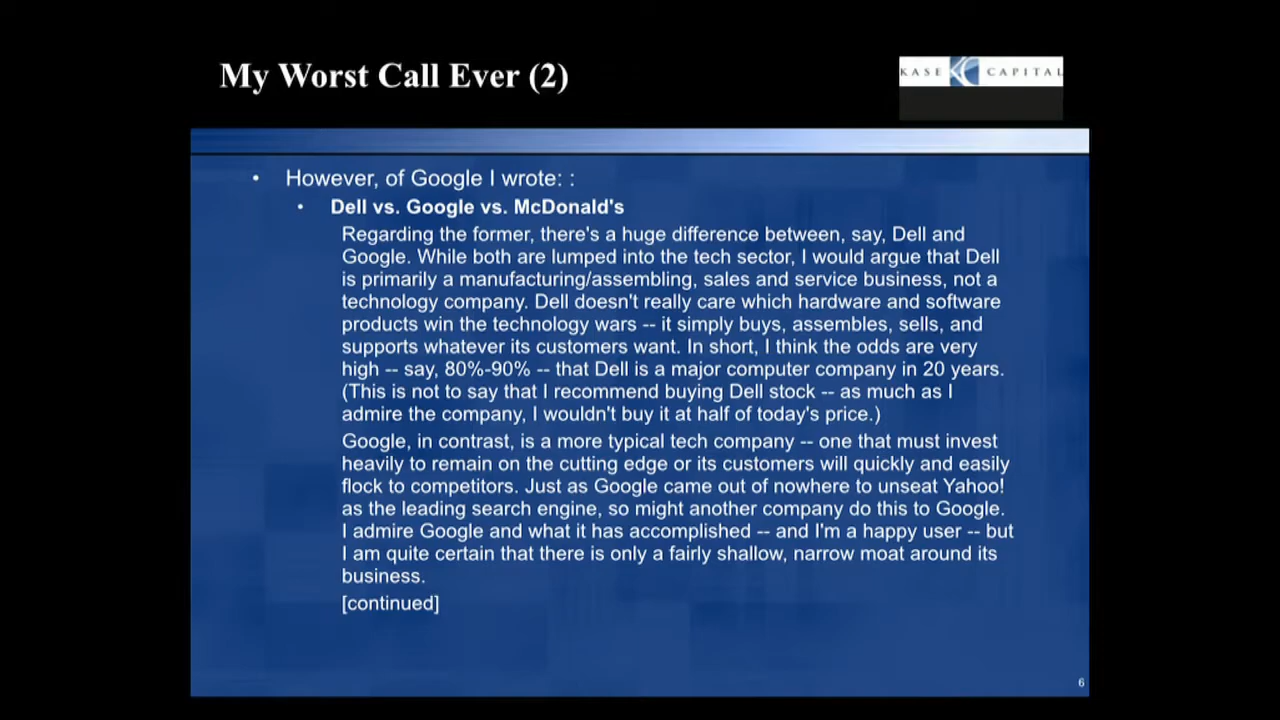 My Worst Call Ever (2)
KASE CAPITAL
• However, of Google I wrote: :
• Dell vs. Google vs. McDonald's
Regarding the former, there's a huge difference between, say, Dell and
Google. While both are lumped into the tech sector, I would argue that Dell
is primarily a manufacturing/assembling, sales and service business, not a
technology company. Dell doesn't really care which hardware and software
products win the technology wars -- it simply buys, assembles, sells, and
supports whatever its customers want. In short, I think the odds are very
high -- say, 80%-90% -- that Dell is a major computer company in 20 years.
(This is not to say that I recommend buying Dell stock -- as much as I
admire the company, I wouldn't buy it at half of today's price.)
Google, in contrast, is a more typical tech company -- one that must invest
heavily to remain on the cutting edge or its customers will quickly and easily
flock to competitors. Just as Google came out of nowhere to unseat Yahoo!
as the leading search engine, so might another company do this to Google.
I admire Google and what it has accomplished -- and I'm a happy user -- but
I am quite certain that there is only a fairly shallow, narrow moat around its
business.
[continued]
6